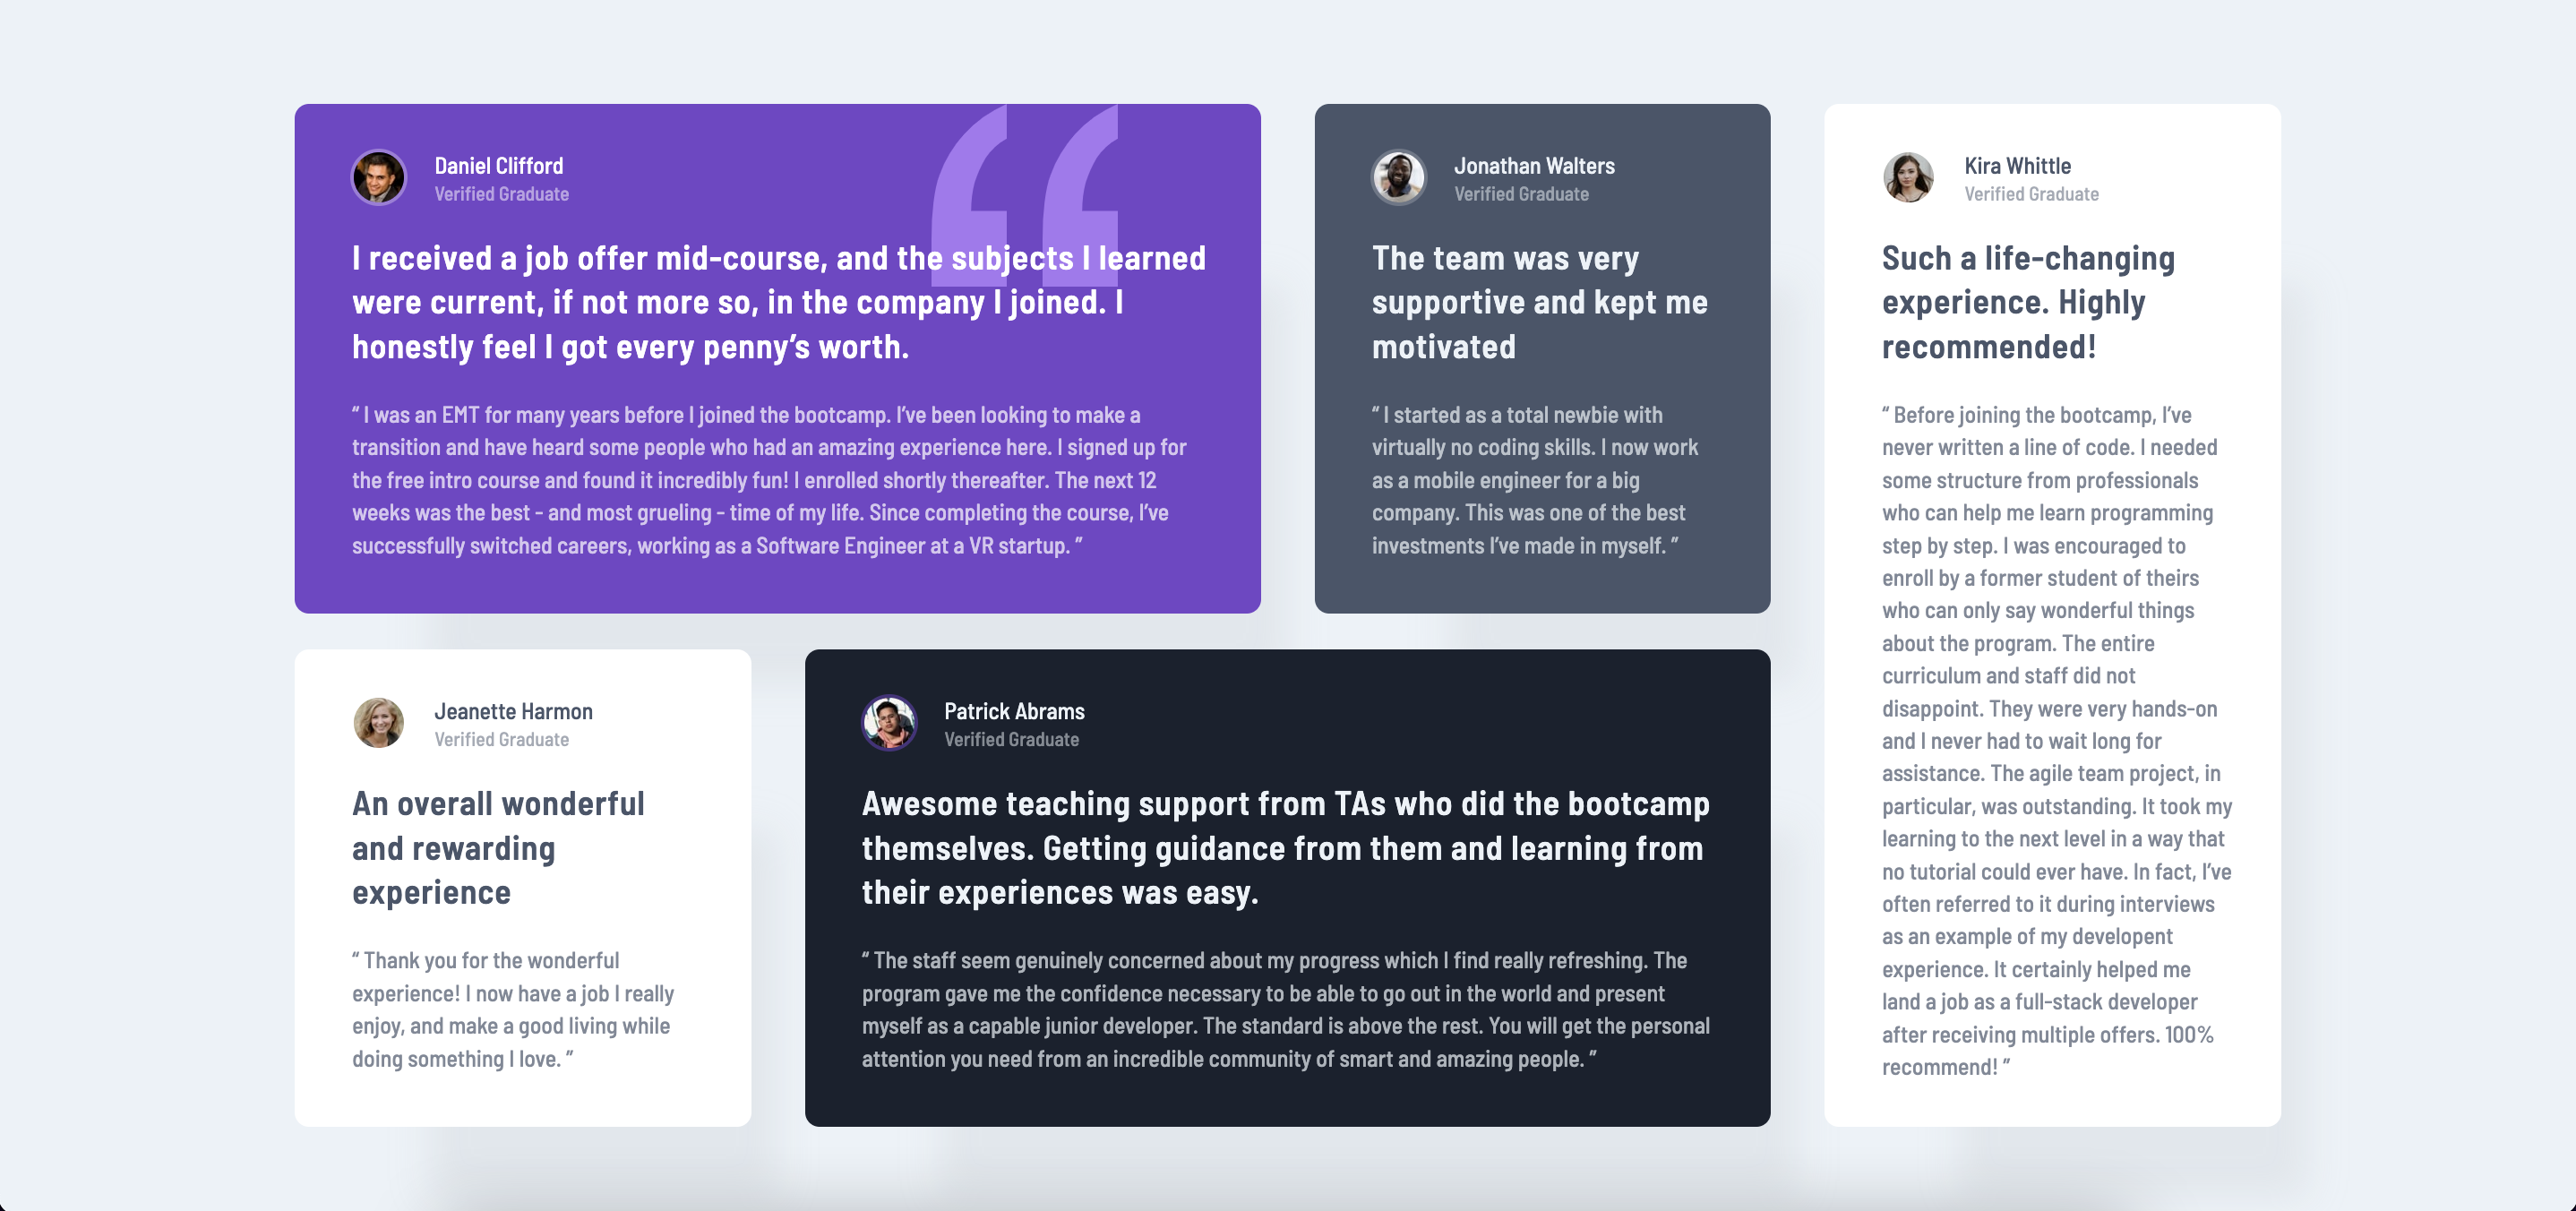 Daniel Clifford
Verified Graduate
I received a job offer mid-course, and the subjects I learned
were current, if not more so, in the company I joined. I
honestly feel I got every penny’s worth.
“ I was an EMT for many years before I joined the bootcamp. I’ve been looking to make a
transition and have heard some people who had an amazing experience here. I signed up for
the free intro course and found it incredibly fun! I enrolled shortly thereafter. The next 12
weeks was the best - and most grueling - time of my life. Since completing the course, I’ve
successfully switched careers, working as a Software Engineer at a VR startup. ”
Jonathan Walters
Verified Graduate
The team was very
supportive and kept me
motivated
“ I started as a total newbie with
virtually no coding skills. I now work
as a mobile engineer for a big
company. This was one of the best
investments I’ve made in myself. ”
Kira Whittle
Verified Graduate
Such a life-changing
experience. Highly
recommended!
“ Before joining the bootcamp, I’ve
never written a line of code. I needed
some structure from professionals
who can help me learn programming
step by step. I was encouraged to
enroll by a former student of theirs
who can only say wonderful things
about the program. The entire
curriculum and staff did not
disappoint. They were very hands-on
and I never had to wait long for
assistance. The agile team project, in
particular, was outstanding. It took my
learning to the next level in a way that
no tutorial could ever have. In fact, I’ve
often referred to it during interviews
as an example of my developent
experience. It certainly helped me
land a job as a full-stack developer
after receiving multiple offers. 100%
recommend! ”
Jeanette Harmon
Verified Graduate
An overall wonderful
and rewarding
experience
“ Thank you for the wonderful
experience! I now have a job I really
enjoy, and make a good living while
doing something I love. ”
Patrick Abrams
Verified Graduate
Awesome teaching support from TAs who did the bootcamp
themselves. Getting guidance from them and learning from
their experiences was easy.
“ The staff seem genuinely concerned about my progress which I find really refreshing. The
program gave me the confidence necessary to be able to go out in the world and present
myself as a capable junior developer. The standard is above the rest. You will get the personal
attention you need from an incredible community of smart and amazing people. ”